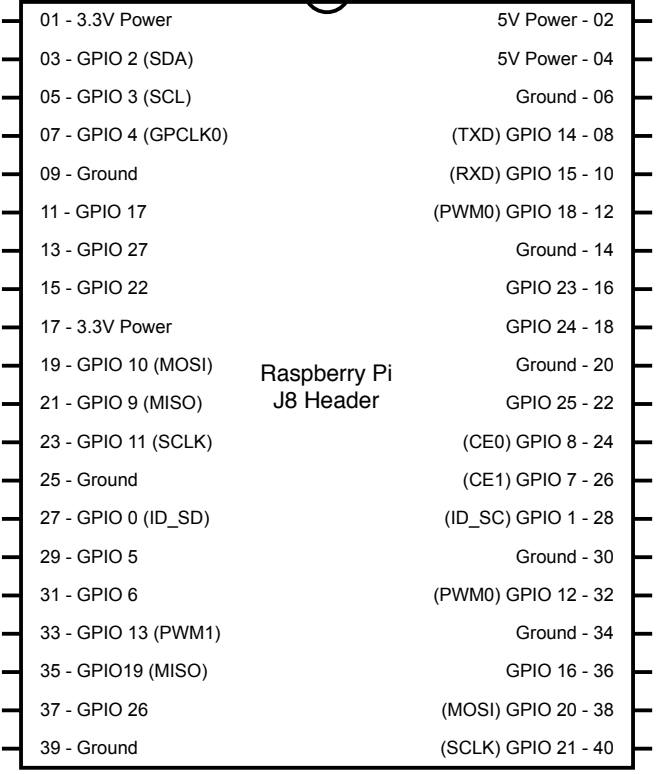 01 - 3.3V Power
5V Power - 02
03 - GPIO 2 (SDA)
5V Power - 04
05 - GPIO 3 (SCL)
Ground - 06
07 - GPIO 4 (GPCLK0)
(TXD) GPIO 14 - 08
09 - Ground
(RXD) GPIO 15 - 10
11 - GPIO 17
(PWM0) GPIO 18 - 12
13 - GPIO 27
Ground - 14
15 - GPIO 22
GPIO 23 - 16
17 - 3.3V Power
GPIO 24 - 18
19 - GPIO 10 (MOSI)
Ground - 20
Raspberry Pi
J8 Header
21 - GPIO 9 (MISO)
GPIO 25 - 22
23 - GPIO 11 (SCLK)
(CE0) GPIO 8 - 24
25 - Ground
(CE1) GPIO 7 - 26
27 - GPIO 0 (ID_SD)
(ID_SC) GPIO 1 - 28
29 - GPIO 5
Ground - 30
31 - GPIO 6
(PWM0) GPIO 12 - 32
33 - GPIO 13 (PWM1)
Ground - 34
35 - GPIO19 (MISO)
GPIO 16 - 36
37 - GPIO 26
(MOSI) GPIO 20 - 38
39 - Ground
(SCLK) GPIO 21 - 40